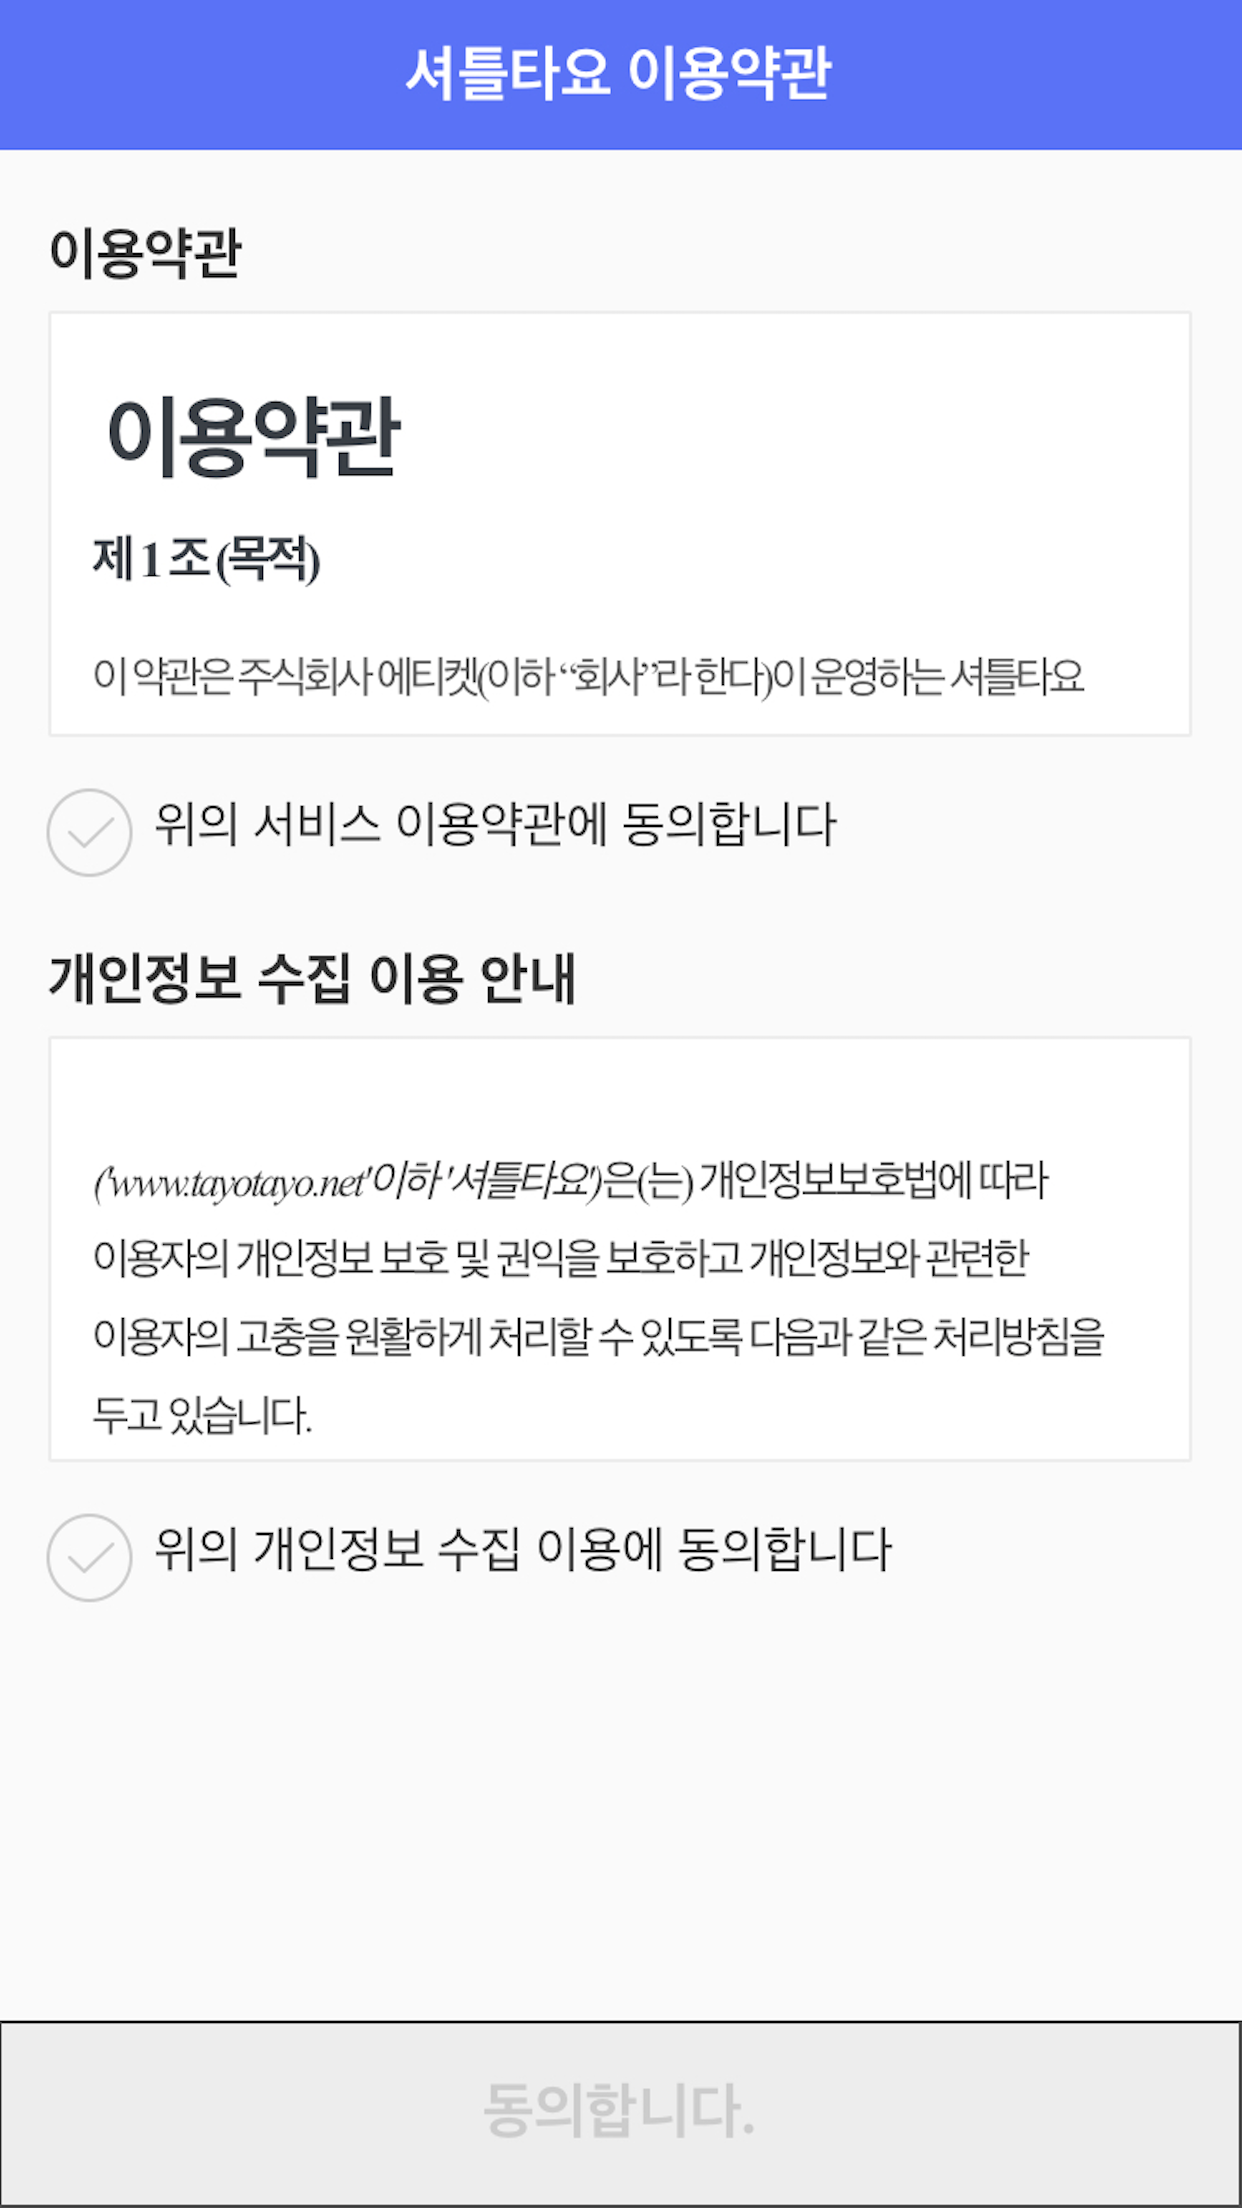 셔틀타요 이용약관
이용약관
이용약관
제 1 조 (목적)
이 약관은 주식회사 에티켓(이하 “회사”라 한다)이 운영하는 셔틀타요
위의 서비스 이용약관에 동의합니다
개인정보 수집 이용 안내
('www.tayotayo.net'이하 '셔틀타요')은(는) 개인정보보호법에 따라
이용자의 개인정보 보호 및 권익을 보호하고 개인정보와 관련한
이용자의 고충을 원활하게 처리할 수 있도록 다음과 같은 처리방침을
두고 있습니다.
위의 개인정보 수집 이용에 동의합니다
동의합니다.